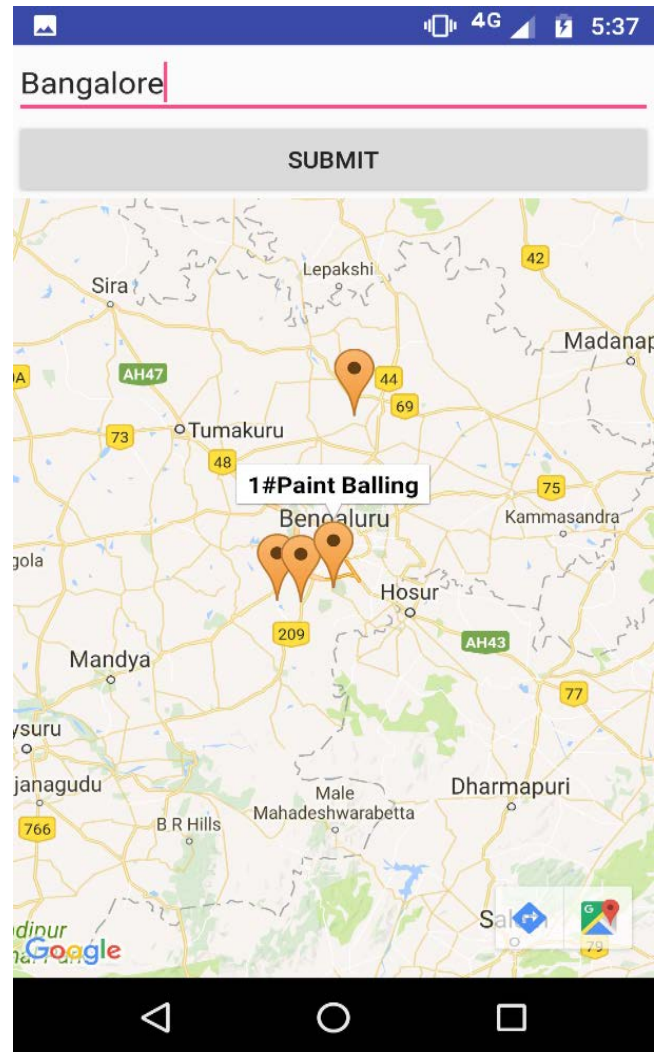 4G 5:37
Bangalore
SUBMIT
42
Lepakshi
Sira
Madanap
AH47
44
69
Tumakuru
73
48
1#Paint Balling
75
Bengaluru
Kammasandra
gola
Hosur
209
AH43
Mandya
77
ysuru
janagudu
Dharmapuri
Male
Mahadeshwarabetta
766
B R Hills
Google
79